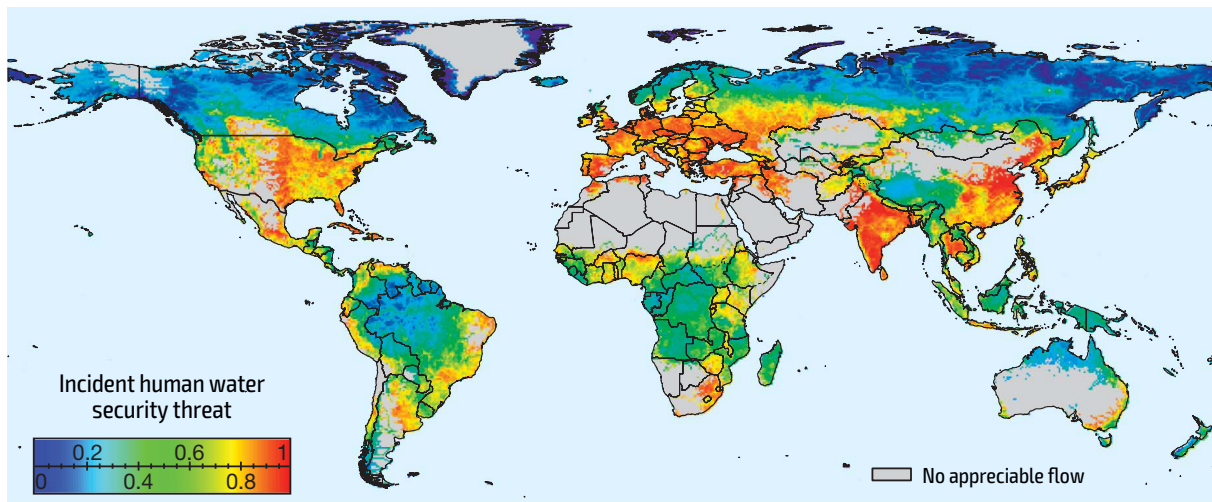 Incident human water
security threat
0.2 0.6 1
0 0.4 0.8
No appreciable flow